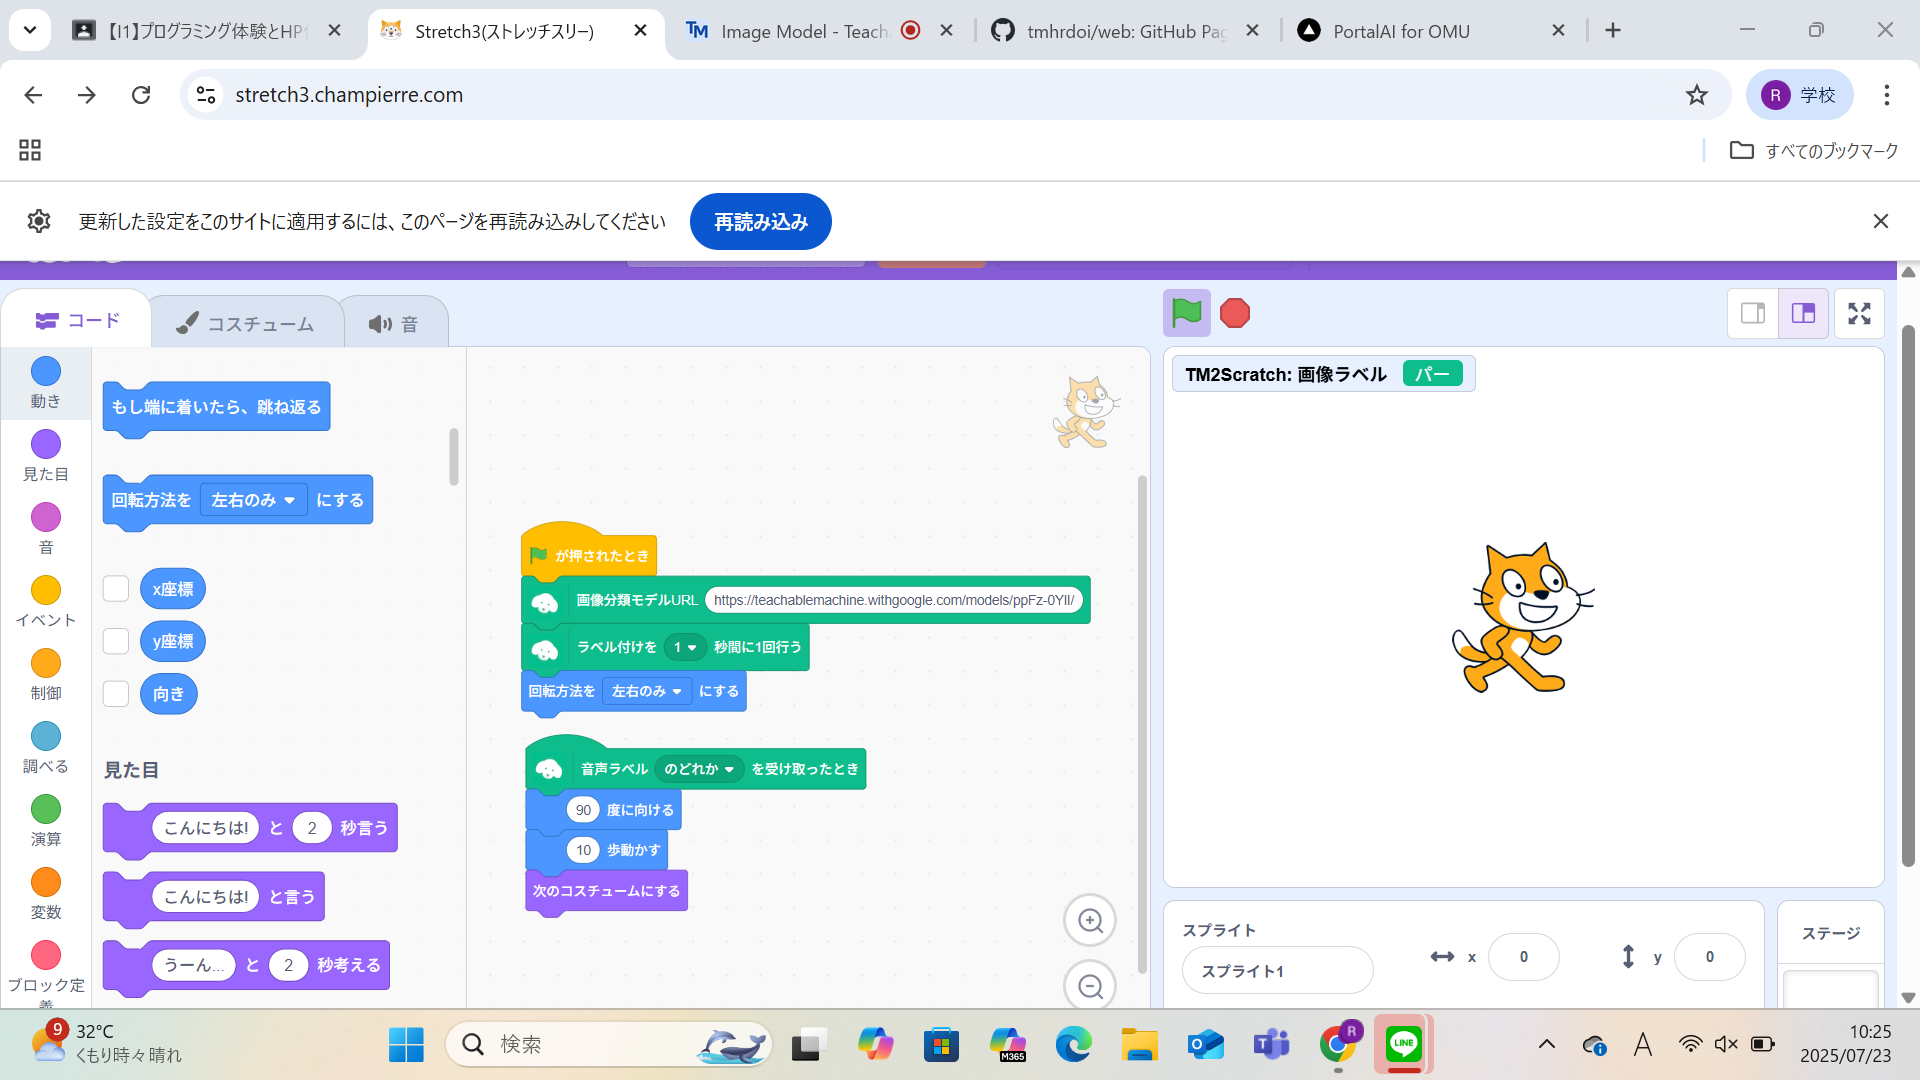 【I1】プログラミング体験とHP
Stretch3(ストレッチスリー)
Image Model - Teach
tmhrdoi/web: GitHub Pag
PortalAI for OMU
stretch3.champierre.com
R 学校
すべてのブックマーク
更新した設定をこのサイトに適用するには、このページを再読み込みしてください
再読み込み
コード
コスチューム
音
動き
見た目
音
イベント
制御
調べる
演算
変数
ブロック定義
もし端に着いたら、跳ね返る
回転方法を 左右のみ にする
x座標
y座標
向き
見た目
こんにちは! と 2 秒言う
こんにちは! と言う
うーん... と 2 秒考える
が押されたとき
画像分類モデルURL https://teachablemachine.withgoogle.com/models/ppFz-0YII/
ラベル付けを 1 秒間に1回行う
回転方法を 左右のみ にする
音声ラベル のどれか を受け取ったとき
90 度に向ける
10 歩動かす
次のコスチュームにする
TM2Scratch: 画像ラベル パー
スプライト
スプライト1
x 0
y 0
ステージ
9
32°C
くもり時々晴れ
検索
M365
R
LINE
A
10:25
2025/07/23